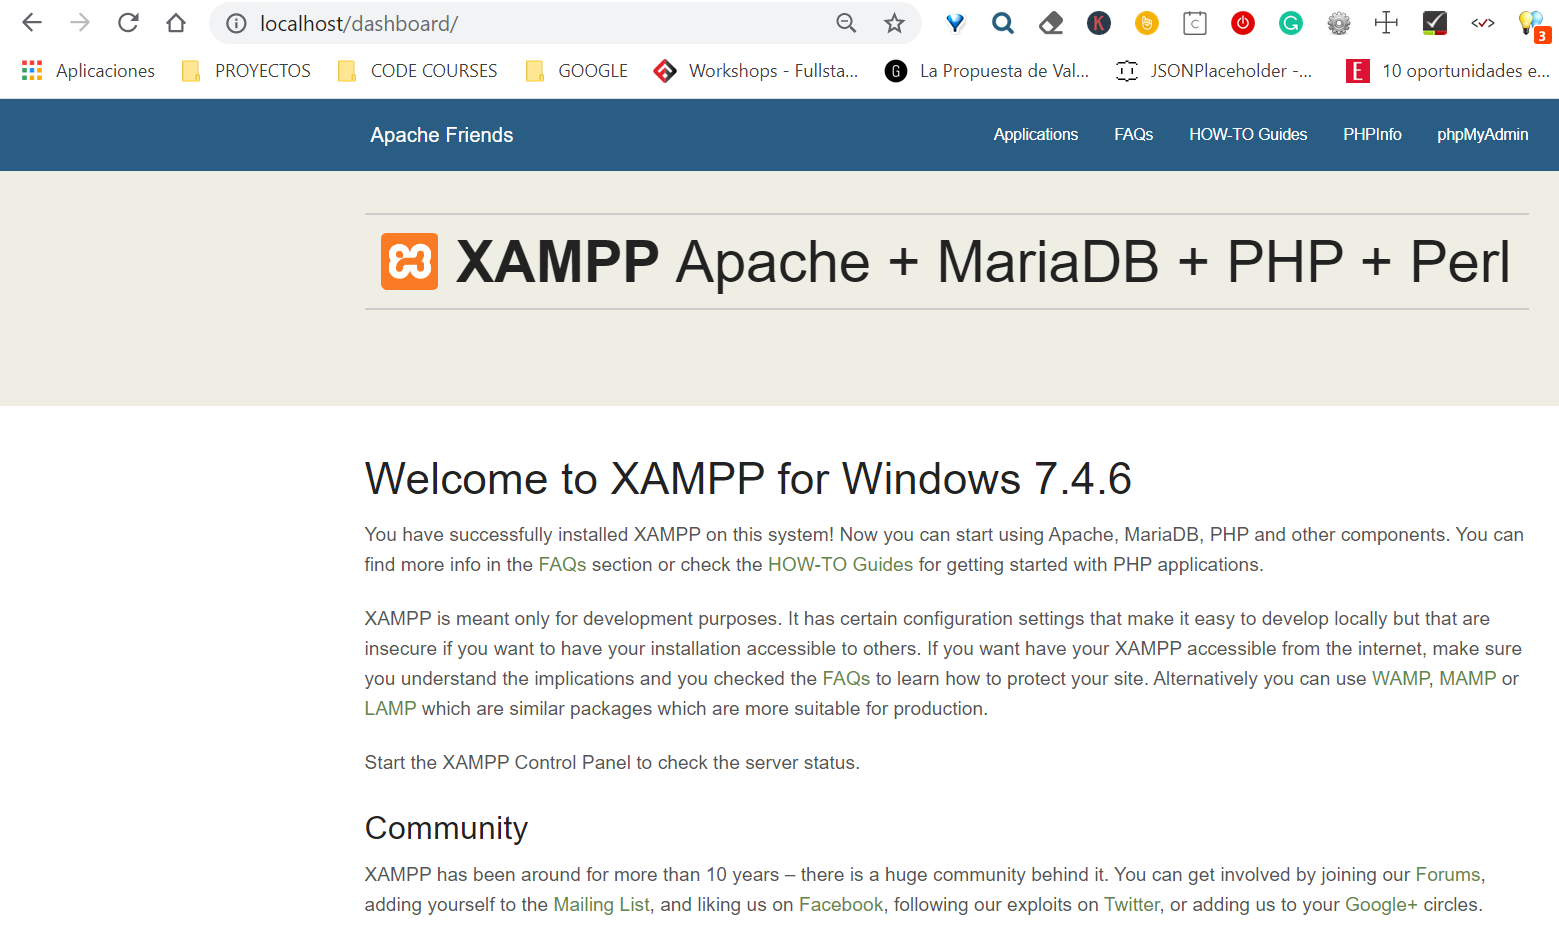 localhost/dashboard/
3
Aplicaciones PROYECTOS CODE COURSES GOOGLE Workshops - Fullsta... La Propuesta de Val... JSONPlaceholder -... 10 oportunidades e...
Apache Friends Applications FAQs HOW-TO Guides PHPInfo phpMyAdmin
XAMPP Apache + MariaDB + PHP + Perl
Welcome to XAMPP for Windows 7.4.6
You have successfully installed XAMPP on this system! Now you can start using Apache, MariaDB, PHP and other components. You can
find more info in the FAQs section or check the HOW-TO Guides for getting started with PHP applications.
XAMPP is meant only for development purposes. It has certain configuration settings that make it easy to develop locally but that are
insecure if you want to have your installation accessible to others. If you want have your XAMPP accessible from the internet, make sure
you understand the implications and you checked the FAQs to learn how to protect your site. Alternatively you can use WAMP, MAMP or
LAMP which are similar packages which are more suitable for production.
Start the XAMPP Control Panel to check the server status.
Community
XAMPP has been around for more than 10 years – there is a huge community behind it. You can get involved by joining our Forums,
adding yourself to the Mailing List, and liking us on Facebook, following our exploits on Twitter, or adding us to your Google+ circles.